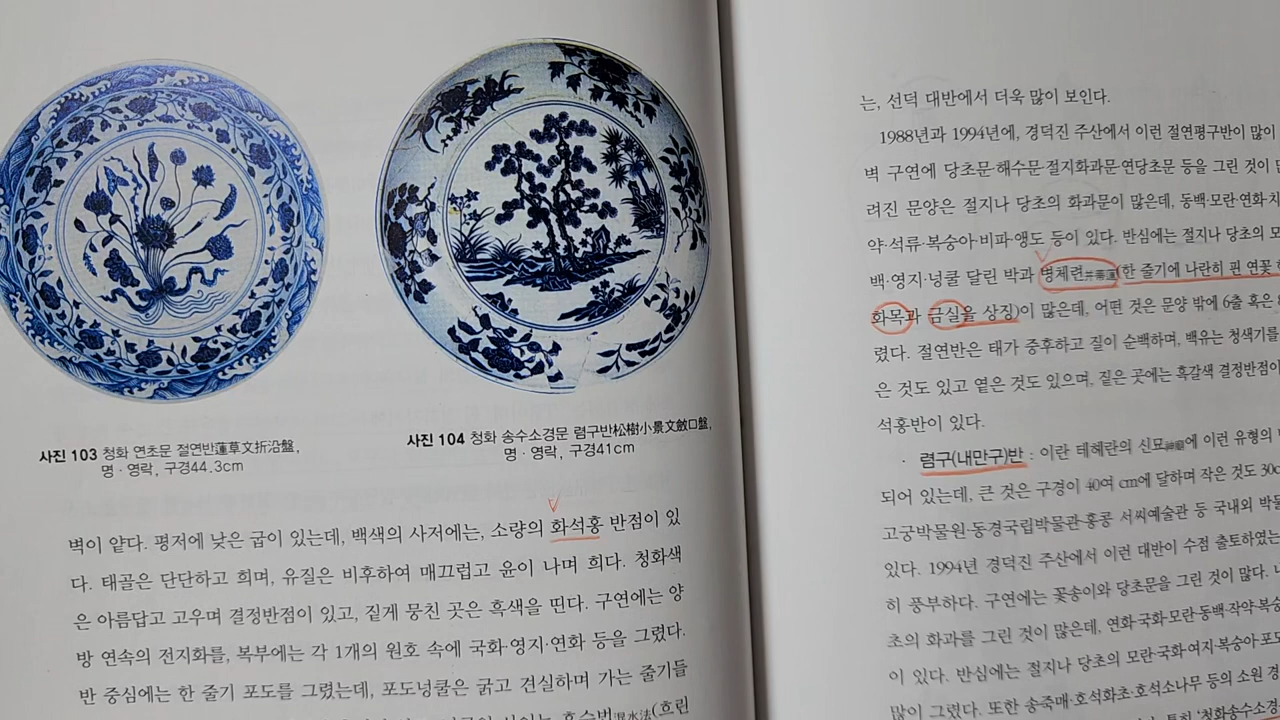 사진 103 청화 연초문 절연반蓮草文折沿盤,
명 · 영락, 구경44.3cm
사진 104 청화 송수소경문 렴구반松樹小景文斂口盤,
명 · 영락, 구경41cm
벽이 얕다. 평저에 낮은 굽이 있는데, 백색의 사저에는, 소량의 화석홍 반점이 있
다. 태골은 단단하고 희며, 유질은 비후하여 매끄럽고 윤이 나며 희다. 청화색
은 아름답고 고우며 결정반점이 있고, 짙게 뭉친 곳은 흑색을 띤다. 구연에는 양
방 연속의 전지화를, 복부에는 각 1개의 원호 속에 국화·영지·연화 등을 그렸다.
반 중심에는 한 줄기 포도를 그렸는데, 포도넝쿨은 굵고 견실하며 가는 줄기들
混水法(흐린
는, 선덕 대반에서 더욱 많이 보인다.
1988년과 1994년에, 경덕진 주산에서 이런 절연평구반이 많이
벽 구연에 당초문·해수문·절지화과문·연당초문 등을 그린 것이
려진 문양은 절지나 당초의 화과문이 많은데, 동백·모란·연화·
약·석류·복숭아·비파·앵도 등이 있다. 반심에는 절지나 당초의 모
백·영지·넝쿨 달린 박과 병체련幷蒂蓮(한 줄기에 나란히 핀 연꽃
화목과 금실을 상징)이 많은데, 어떤 것은 문양 밖에 6출 혹은
렸다. 절연반은 태가 중후하고 질이 순백하며, 백유는 청색기를
은 것도 있고 옅은 것도 있으며, 짙은 곳에는 흑갈색 결정반점이
석홍반이 있다.
· 렴구(내만구)반 : 이란 테헤란의 신묘神廟에 이런 유형의
되어 있는데, 큰 것은 구경이 40여 cm에 달하며 작은 것도
고궁박물원·동경국립박물관·홍콩 서씨예술관 등 국내외
있다. 1994년 경덕진 주산에서 이런 대반이 수점 출토하였는
히 풍부하다. 구연에는 꽃송이와 당초문을 그린 것이 많다.
초의 화과를 그린 것이 많은데, 연화·국화·모란·동백·작약·복숭
이 있다. 반심에는 절지나 당초의 모란·국화·여지·복숭아·포도
많이 그렸다. 또한 송죽매·호석화초·호석소나무 등의 소원
특히 '청화송수소경